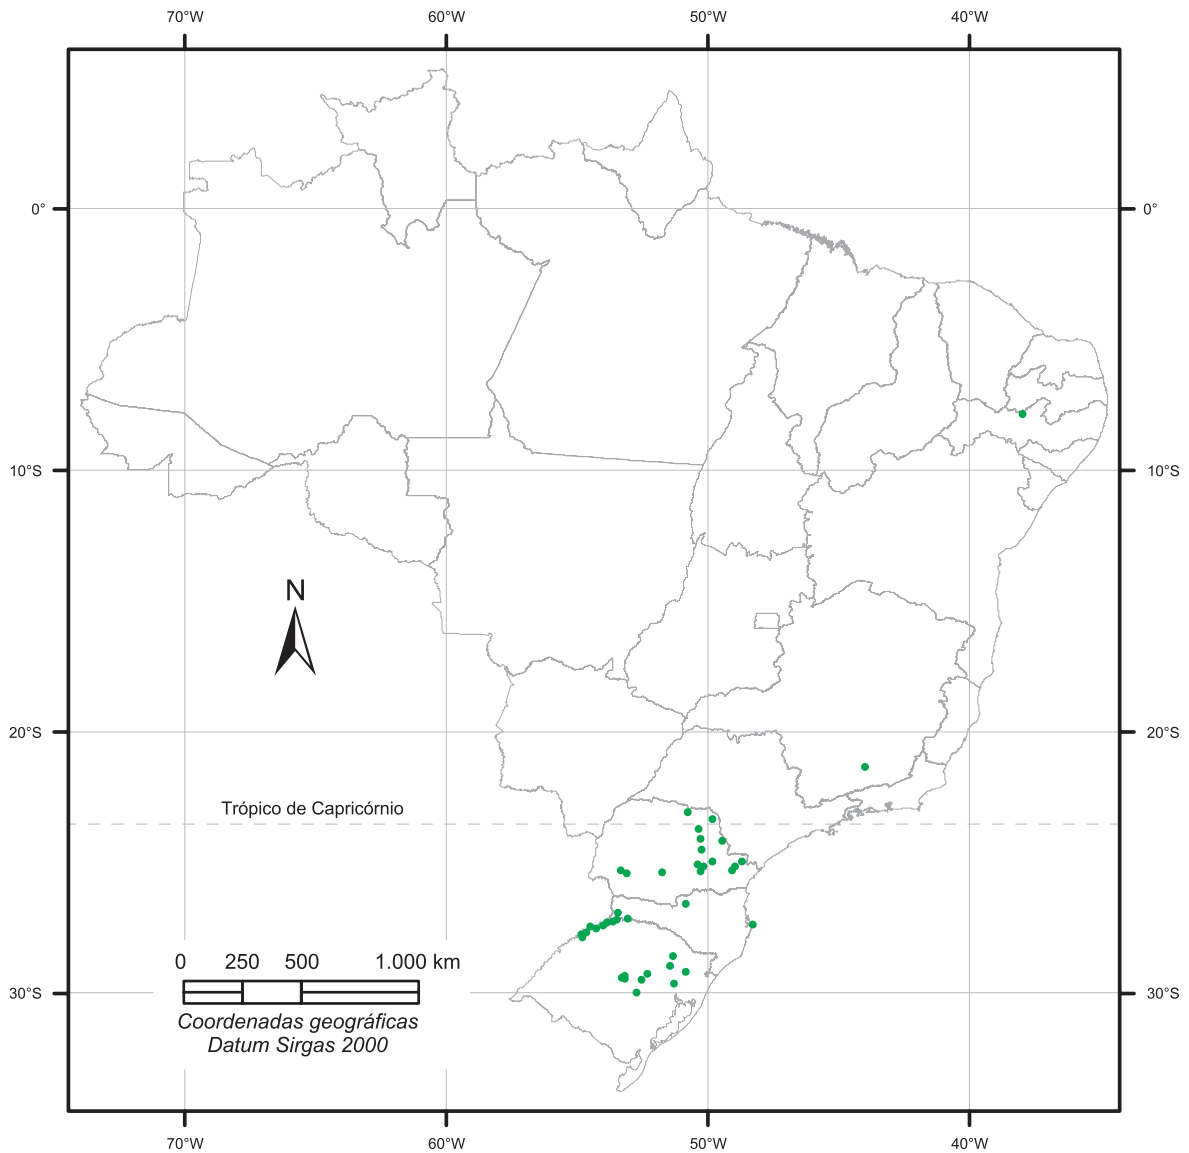 70°W 60°W 50°W 40°W
0° 0°
10°S 10°S
N
20°S 20°S
Trópico de Capricórnio
0 250 500 1.000 km
30°S 30°S
Coordenadas geográficas
Datum Sirgas 2000
70°W 60°W 50°W 40°W